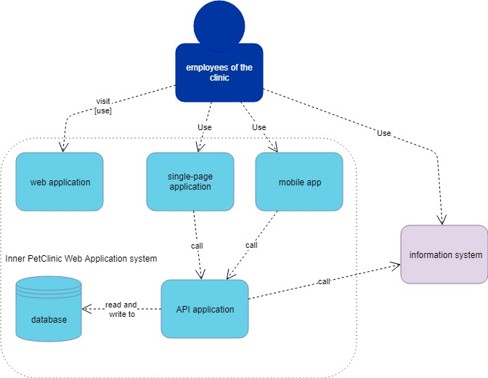 employees of the
clinic
visit
[use]
Use
Use
Use
web application
single-page
application
mobile app
call
call
information system
Inner PetClinic Web Application system
call
database
read and
write to
API application